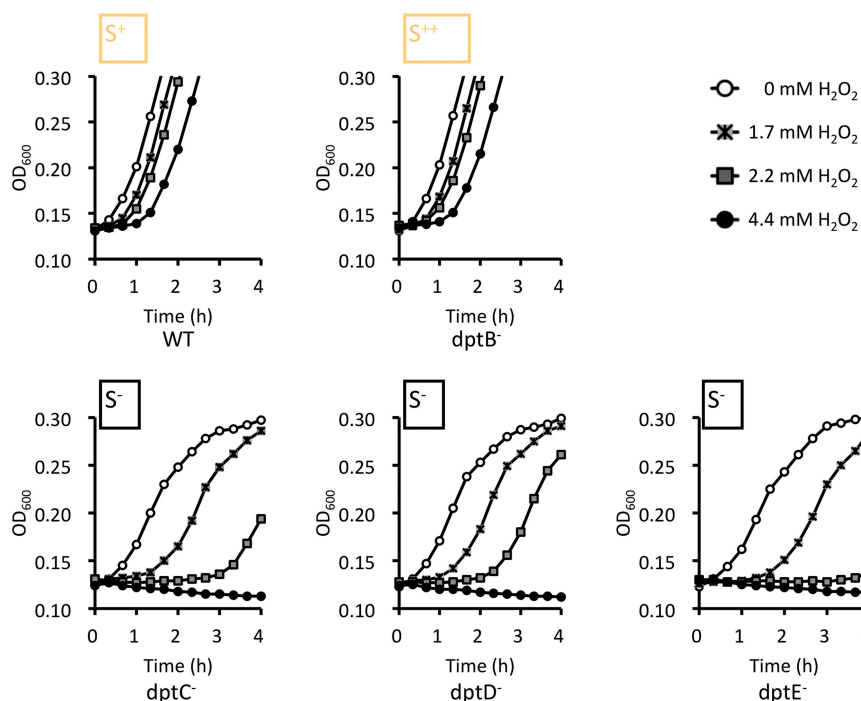 S+ S++
0.30 0.30 0 mM H2O2
0.25 0.25 1.7 mM H2O2
OD600 0.20 OD600 0.20 2.2 mM H2O2
0.15 0.15 4.4 mM H2O2
0.10 0.10
0 1 2 3 4 0 1 2 3 4
Time (h) Time (h)
WT dptB-
S- S- S-
0.30 0.30 0.30
0.25 0.25 0.25
OD600 0.20 OD600 0.20 OD600 0.20
0.15 0.15 0.15
0.10 0.10 0.10
0 1 2 3 4 0 1 2 3 4 0 1 2 3
Time (h) Time (h) Time (h)
dptC- dptD- dptE-